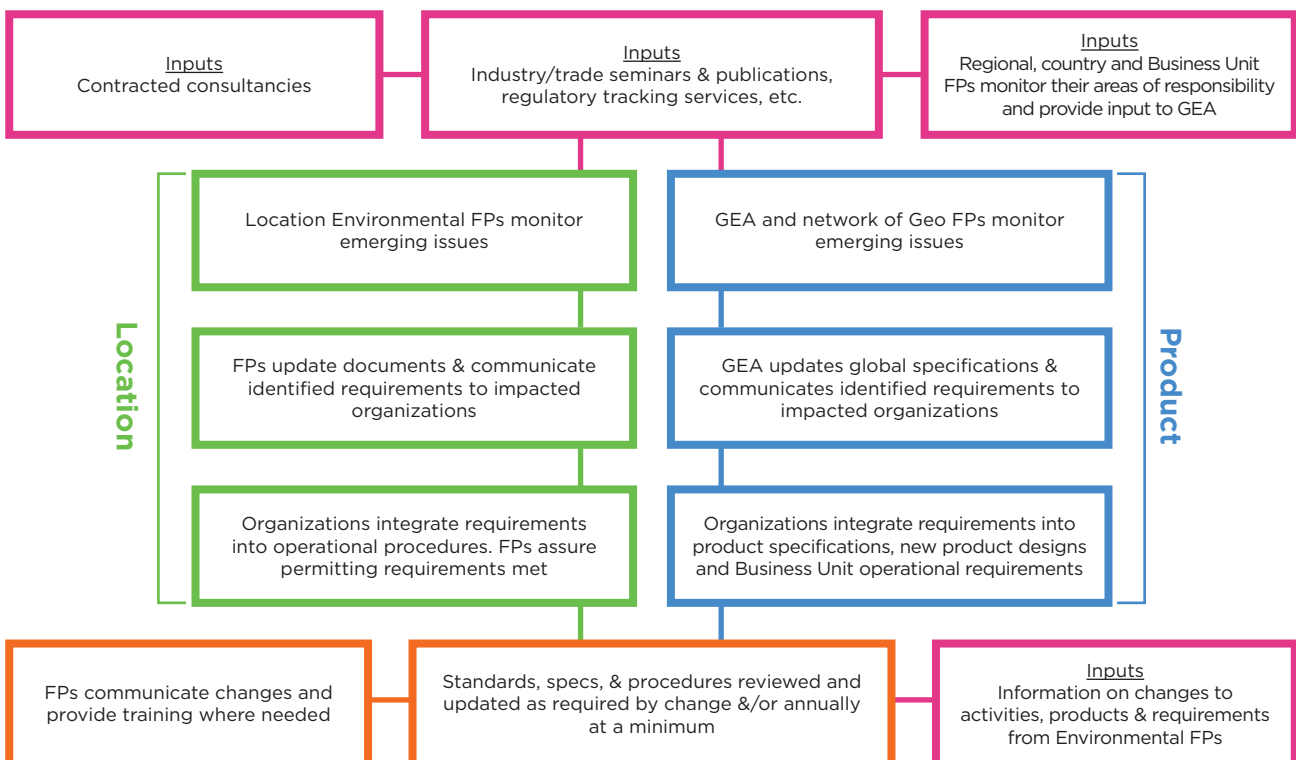 Inputs
Contracted consultancies
Inputs
Industry/trade seminars & publications,
regulatory tracking services, etc.
Inputs
Regional, country and Business Unit
FPs monitor their areas of responsibility
and provide input to GEA
Location
Location Environmental FPs monitor
emerging issues
GEA and network of Geo FPs monitor
emerging issues
Product
FPs update documents & communicate
identified requirements to impacted
organizations
GEA updates global specifications &
communicates identified requirements to
impacted organizations
Organizations integrate requirements
into operational procedures. FPs assure
permitting requirements met
Organizations integrate requirements into
product specifications, new product designs
and Business Unit operational requirements
FPs communicate changes and
provide training where needed
Standards, specs, & procedures reviewed and
updated as required by change &/or annually
at a minimum
Inputs
Information on changes to
activities, products & requirements
from Environmental FPs